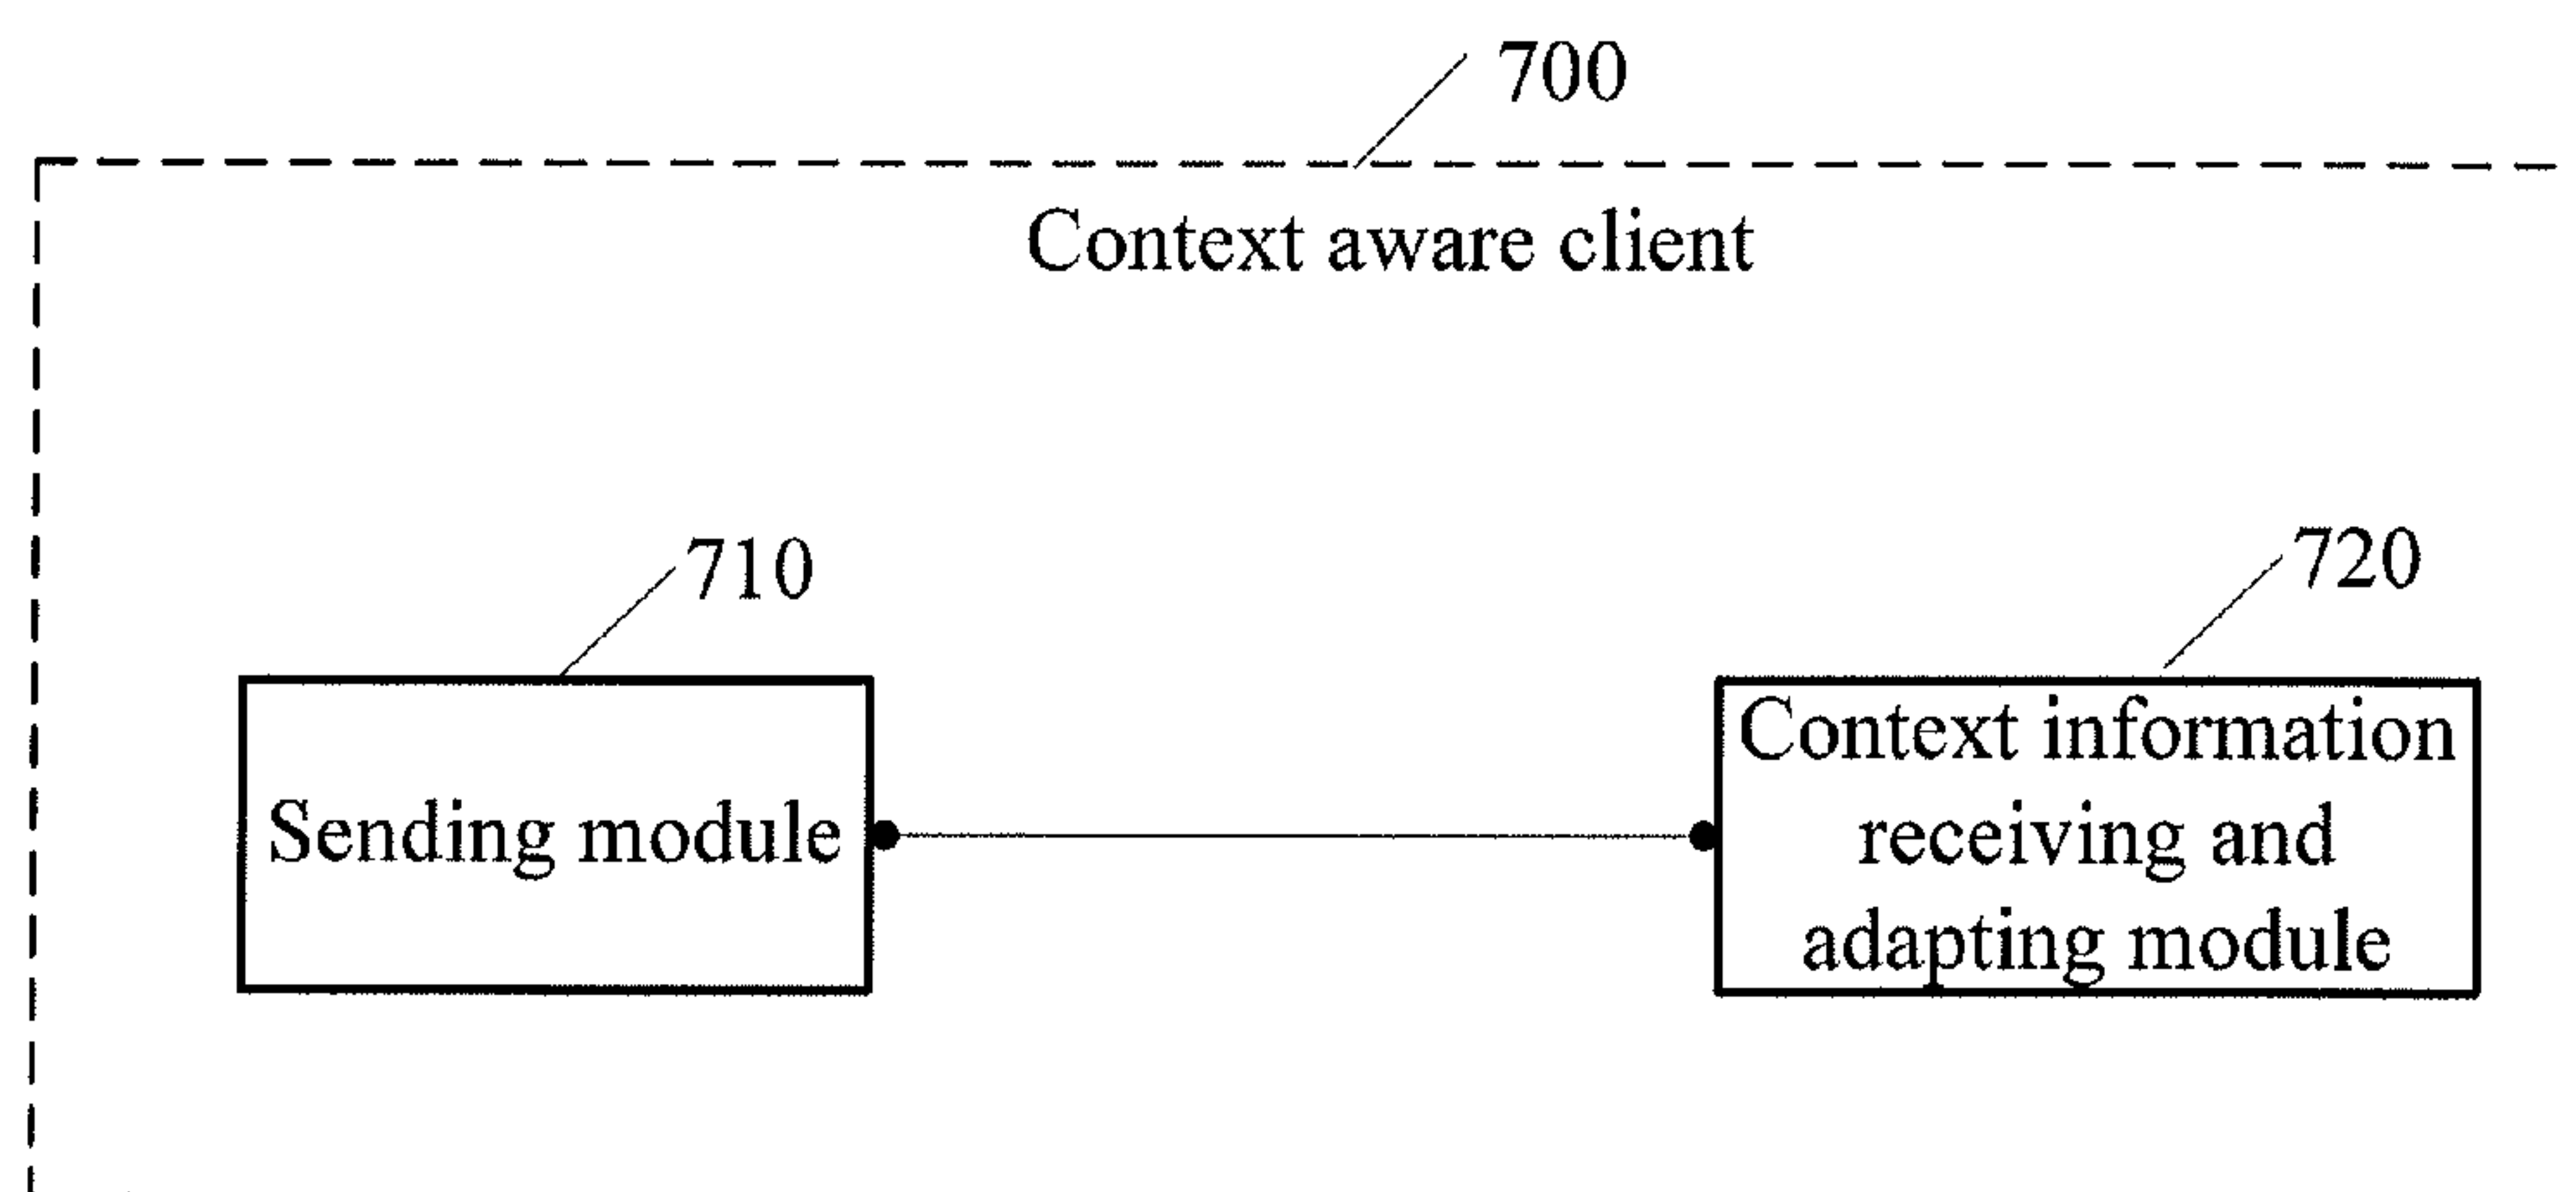 700
Context aware client
710
720
Sending module
Context information
receiving and
adapting module